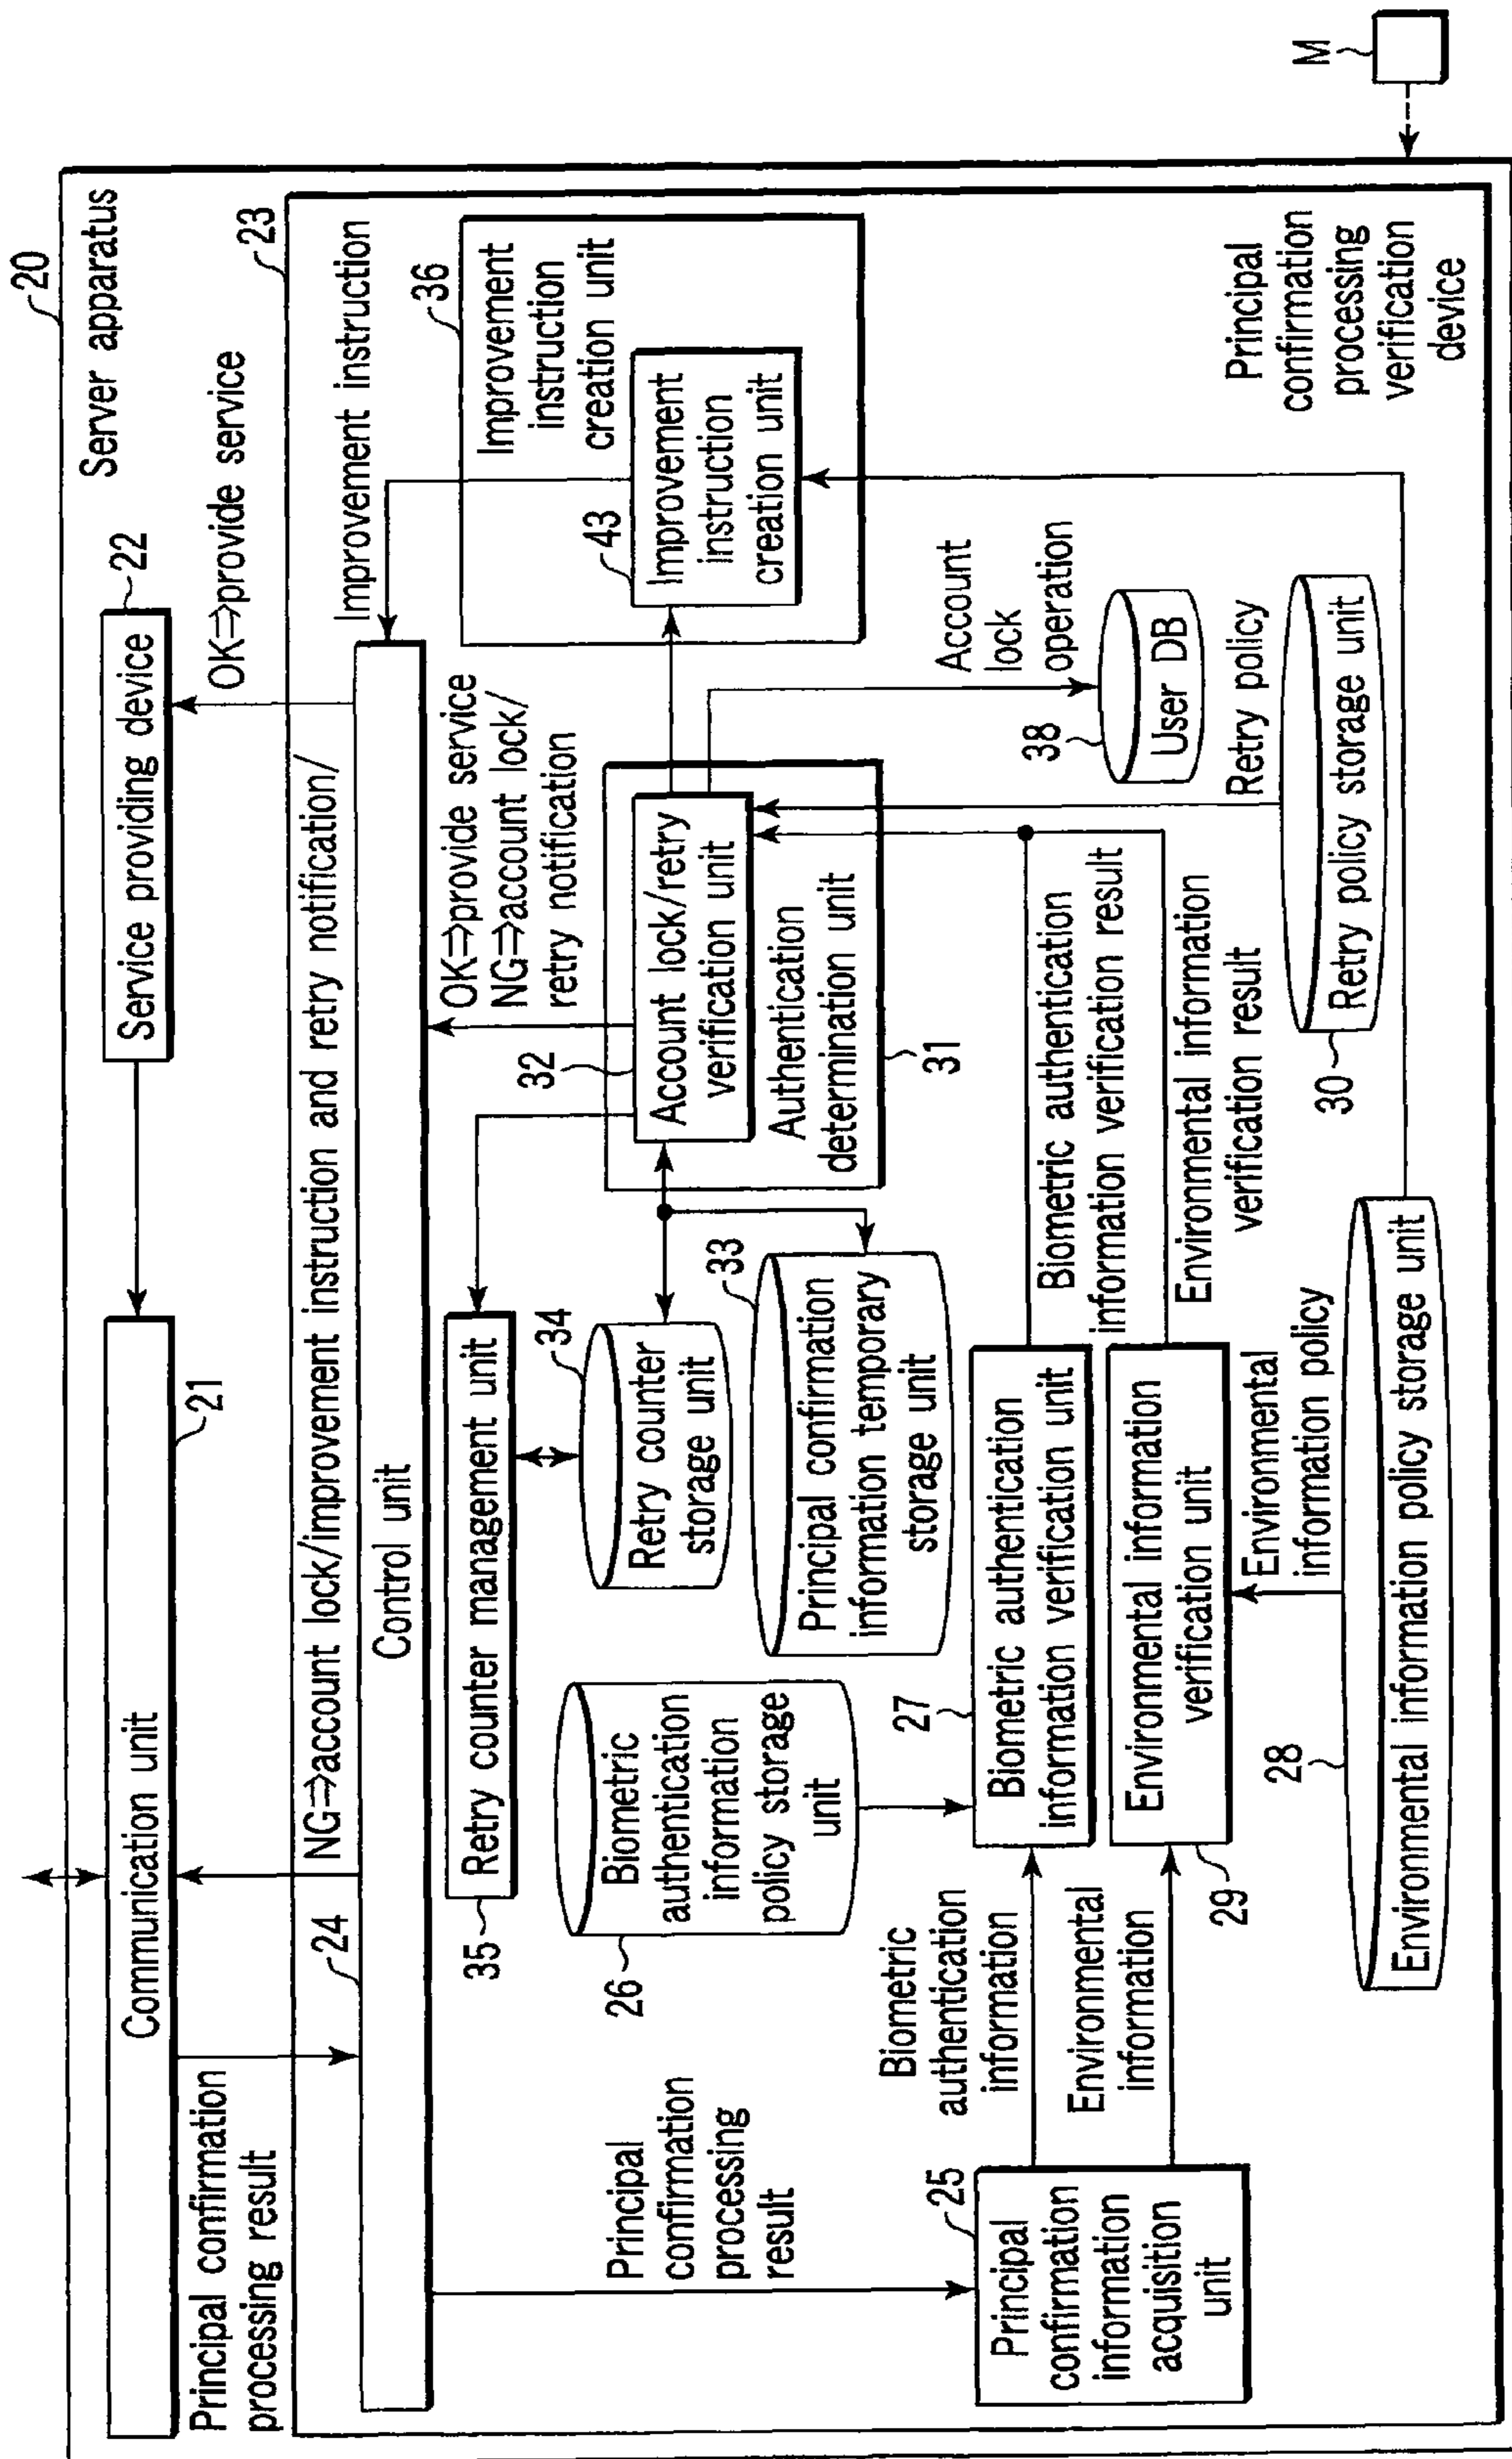 20
Server apparatus
Communication unit
21
Service providing device
22
Principal confirmation
processing result
OK⇒provide service
23
24
NG⇒account lock/improvement instruction and retry notification/
Improvement instruction
Control unit
35
Retry counter management unit
OK⇒provide service
NG⇒account lock/
retry notification
36
Improvement
instruction
creation unit
43
Improvement
instruction
creation unit
34
Retry counter
storage unit
32
Account lock/retry
verification unit
Authentication
determination unit
31
33
Principal confirmation
information temporary
storage unit
26
Biometric
authentication
information
policy storage
unit
Principal
confirmation
processing
result
Account
lock
operation
38
User DB
25
Principal
confirmation
information
acquisition
unit
Biometric
authentication
information
Environmental
information
27
Biometric authentication
information verification unit
Environmental information
verification unit
29
Biometric authentication
information verification result
Environmental information
verification result
Environmental
information policy
28
Environmental information policy storage unit
Retry policy
30
Retry policy storage unit
Principal
confirmation
processing
verification
device
M